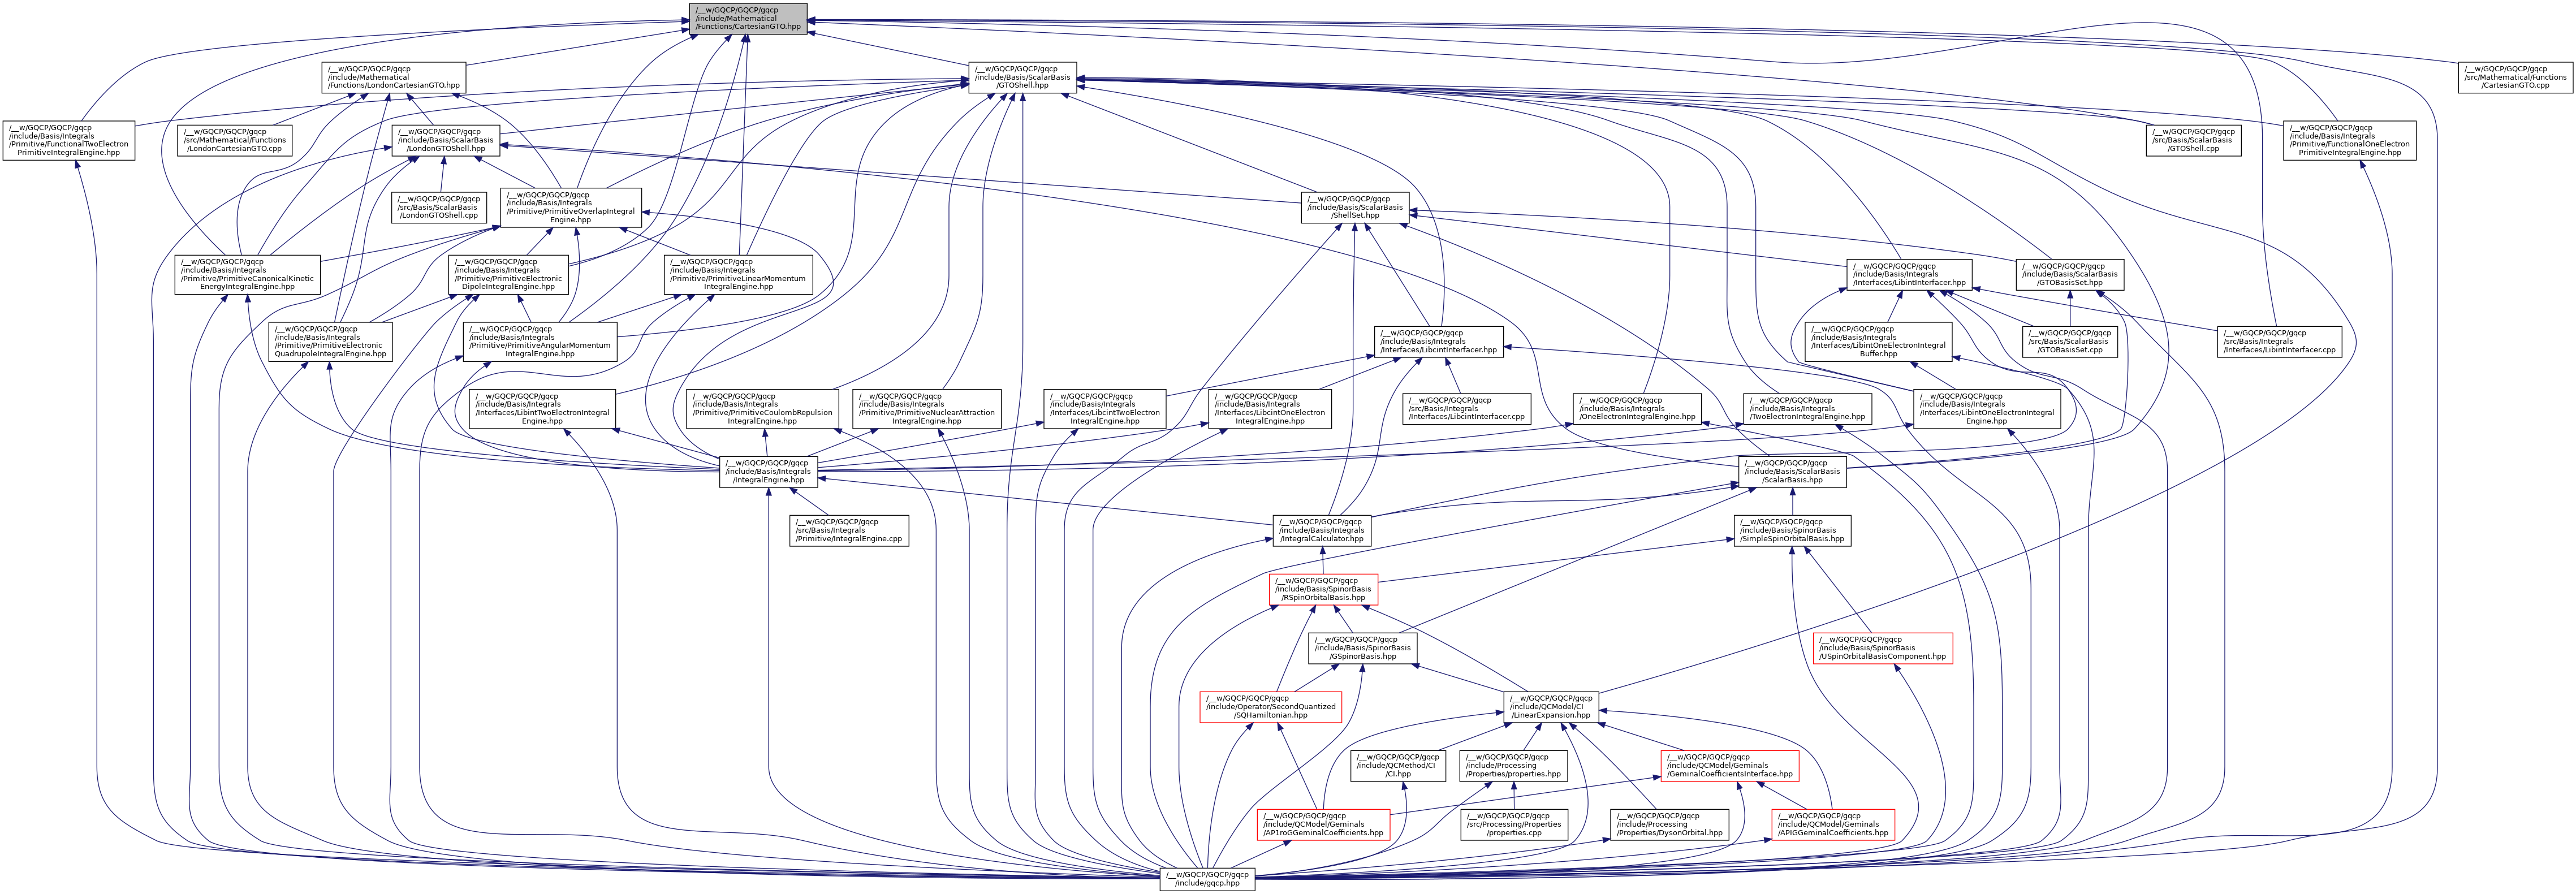 /__w/GQCP/GQCP/gqcp
/include/Mathematical
/Functions/CartesianGTO.hpp
/__w/GQCP/GQCP/gqcp
/include/Mathematical
/Functions/LondonCartesianGTO.hpp
/__w/GQCP/GQCP/gqcp
/include/Basis/ScalarBasis
/GTOShell.hpp
/__w/GQCP/GQCP/gqcp
/src/Mathematical/Functions
/CartesianGTO.cpp
/__w/GQCP/GQCP/gqcp
/include/Basis/Integrals
/Primitive/FunctionalTwoElectron
PrimitiveIntegralEngine.hpp
/__w/GQCP/GQCP/gqcp
/src/Mathematical/Functions
/LondonCartesianGTO.cpp
/__w/GQCP/GQCP/gqcp
/include/Basis/ScalarBasis
/LondonGTOShell.hpp
/__w/GQCP/GQCP/gqcp
/src/Basis/ScalarBasis
/GTOShell.cpp
/__w/GQCP/GQCP/gqcp
/include/Basis/Integrals
/Primitive/FunctionalOneElectron
PrimitiveIntegralEngine.hpp
/__w/GQCP/GQCP/gqcp
/src/Basis/ScalarBasis
/LondonGTOShell.cpp
/__w/GQCP/GQCP/gqcp
/include/Basis/Integrals
/Primitive/PrimitiveOverlapIntegral
Engine.hpp
/__w/GQCP/GQCP/gqcp
/include/Basis/ScalarBasis
/ShellSet.hpp
/__w/GQCP/GQCP/gqcp
/include/Basis/Integrals
/Primitive/PrimitiveCanonicalKinetic
EnergyIntegralEngine.hpp
/__w/GQCP/GQCP/gqcp
/include/Basis/Integrals
/Primitive/PrimitiveElectronic
DipoleIntegralEngine.hpp
/__w/GQCP/GQCP/gqcp
/include/Basis/Integrals
/Primitive/PrimitiveLinearMomentum
IntegralEngine.hpp
/__w/GQCP/GQCP/gqcp
/include/Basis/Integrals
/Interfaces/LibintInterfacer.hpp
/__w/GQCP/GQCP/gqcp
/include/Basis/ScalarBasis
/GTOBasisSet.hpp
/__w/GQCP/GQCP/gqcp
/include/Basis/Integrals
/Primitive/PrimitiveElectronic
QuadrupoleIntegralEngine.hpp
/__w/GQCP/GQCP/gqcp
/include/Basis/Integrals
/Primitive/PrimitiveAngularMomentum
IntegralEngine.hpp
/__w/GQCP/GQCP/gqcp
/include/Basis/Integrals
/Interfaces/LibcintInterfacer.hpp
/__w/GQCP/GQCP/gqcp
/include/Basis/Integrals
/Interfaces/LibintOneElectronIntegral
Buffer.hpp
/__w/GQCP/GQCP/gqcp
/src/Basis/ScalarBasis
/GTOBasisSet.cpp
/__w/GQCP/GQCP/gqcp
/src/Basis/Integrals
/Interfaces/LibintInterfacer.cpp
/__w/GQCP/GQCP/gqcp
/include/Basis/Integrals
/Interfaces/LibintTwoElectronIntegral
Engine.hpp
/__w/GQCP/GQCP/gqcp
/include/Basis/Integrals
/Primitive/PrimitiveCoulombRepulsion
IntegralEngine.hpp
/__w/GQCP/GQCP/gqcp
/include/Basis/Integrals
/Primitive/PrimitiveNuclearAttraction
IntegralEngine.hpp
/__w/GQCP/GQCP/gqcp
/include/Basis/Integrals
/Interfaces/LibcintTwoElectron
IntegralEngine.hpp
/__w/GQCP/GQCP/gqcp
/include/Basis/Integrals
/Interfaces/LibcintOneElectron
IntegralEngine.hpp
/__w/GQCP/GQCP/gqcp
/src/Basis/Integrals
/Interfaces/LibcintInterfacer.cpp
/__w/GQCP/GQCP/gqcp
/include/Basis/Integrals
/OneElectronIntegralEngine.hpp
/__w/GQCP/GQCP/gqcp
/include/Basis/Integrals
/TwoElectronIntegralEngine.hpp
/__w/GQCP/GQCP/gqcp
/include/Basis/Integrals
/Interfaces/LibintOneElectronIntegral
Engine.hpp
/__w/GQCP/GQCP/gqcp
/include/Basis/Integrals
/IntegralEngine.hpp
/__w/GQCP/GQCP/gqcp
/include/Basis/ScalarBasis
/ScalarBasis.hpp
/__w/GQCP/GQCP/gqcp
/src/Basis/Integrals
/Primitive/IntegralEngine.cpp
/__w/GQCP/GQCP/gqcp
/include/Basis/Integrals
/IntegralCalculator.hpp
/__w/GQCP/GQCP/gqcp
/include/Basis/SpinorBasis
/SimpleSpinOrbitalBasis.hpp
/__w/GQCP/GQCP/gqcp
/include/Basis/SpinorBasis
/RSpinOrbitalBasis.hpp
/__w/GQCP/GQCP/gqcp
/include/Basis/SpinorBasis
/GSpinorBasis.hpp
/__w/GQCP/GQCP/gqcp
/include/Basis/SpinorBasis
/USpinOrbitalBasisComponent.hpp
/__w/GQCP/GQCP/gqcp
/include/Operator/SecondQuantized
/SQHamiltonian.hpp
/__w/GQCP/GQCP/gqcp
/include/QCModel/CI
/LinearExpansion.hpp
/__w/GQCP/GQCP/gqcp
/include/QCMethod/CI
/CI.hpp
/__w/GQCP/GQCP/gqcp
/include/Processing
/Properties/properties.hpp
/__w/GQCP/GQCP/gqcp
/include/QCModel/Geminals
/GeminalCoefficientsInterface.hpp
/__w/GQCP/GQCP/gqcp
/include/QCModel/Geminals
/AP1roGGeminalCoefficients.hpp
/__w/GQCP/GQCP/gqcp
/src/Processing/Properties
/properties.cpp
/__w/GQCP/GQCP/gqcp
/include/Processing
/Properties/DysonOrbital.hpp
/__w/GQCP/GQCP/gqcp
/include/QCModel/Geminals
/APIGGeminalCoefficients.hpp
/__w/GQCP/GQCP/gqcp
/include/gqcp.hpp